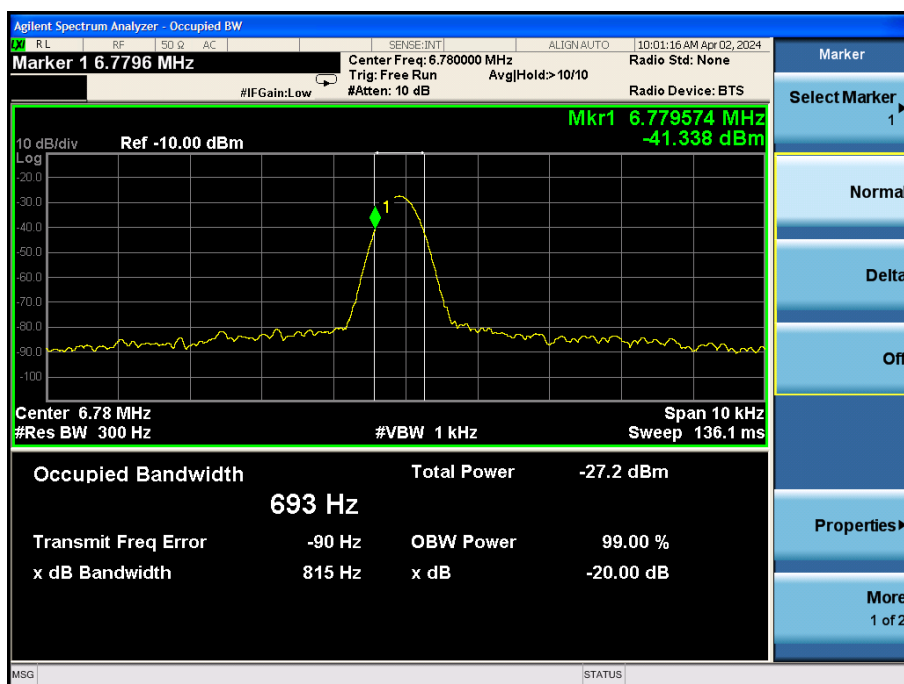 Agilent Spectrum Analyzer - Occupied BW
LXI RL RF 50 Ω AC SENSE:INT ALIGN AUTO 10:01:16 AM Apr 02, 2024
Marker 1 6.7796 MHz
Center Freq: 6.780000 MHz
Radio Std: None
Trig: Free Run Avg|Hold:> 10/10
#IFGain:Low #Atten: 10 dB Radio Device: BTS
Mkr1 6.779574 MHz
-41.338 dBm
10 dB/div Ref -10.00 dBm
Log
-20.0
-30.0
1
-40.0
-50.0
-60.0
-70.0
-80.0
-90.0
-100
Center 6.78 MHz Span 10 kHz
#Res BW 300 Hz #VBW 1 kHz Sweep 136.1 ms
Occupied Bandwidth Total Power -27.2 dBm
693 Hz
Transmit Freq Error -90 Hz OBW Power 99.00 %
x dB Bandwidth 815 Hz x dB -20.00 dB
MSG STATUS
Marker
Select Marker
1
Normal
Delta
Off
Properties
More
1 of 2